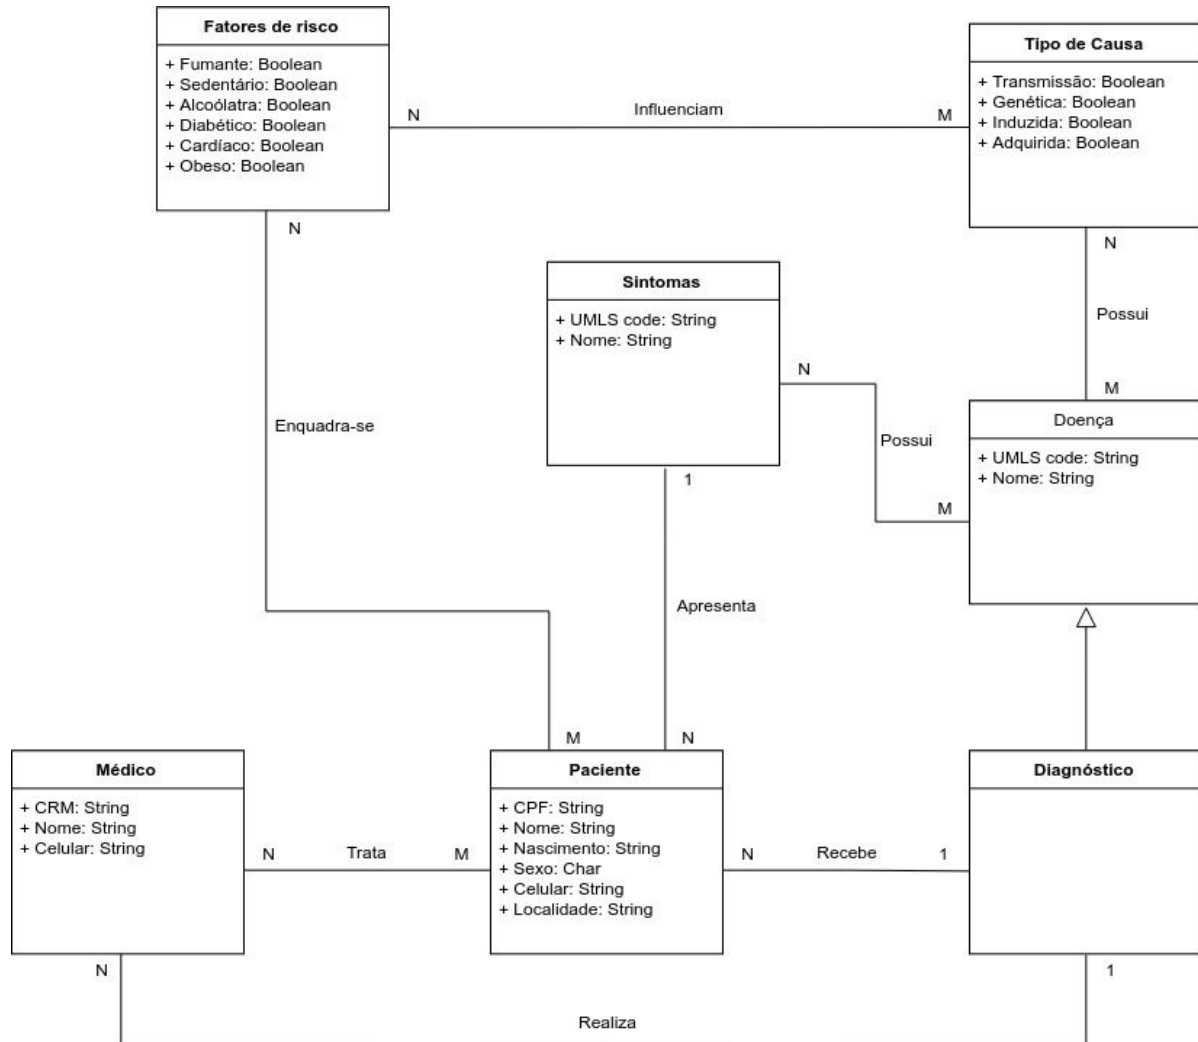 Fatores de risco
+ Fumante: Boolean
+ Sedentário: Boolean
+ Alcoólatra: Boolean
+ Diabético: Boolean
+ Cardíaco: Boolean
+ Obeso: Boolean
Tipo de Causa
+ Transmissão: Boolean
+ Genética: Boolean
+ Induzida: Boolean
+ Adquirida: Boolean
N
Influenciam
M
N
N
Sintomas
+ UMLS code: String
+ Nome: String
Possui
N
M
Enquadra-se
Possui
Doença
+ UMLS code: String
+ Nome: String
1
M
Apresenta
M
N
Médico
+ CRM: String
+ Nome: String
+ Celular: String
Paciente
+ CPF: String
+ Nome: String
+ Nascimento: String
+ Sexo: Char
+ Celular: String
+ Localidade: String
Diagnóstico
N
Trata
M
N
Recebe
1
N
1
Realiza